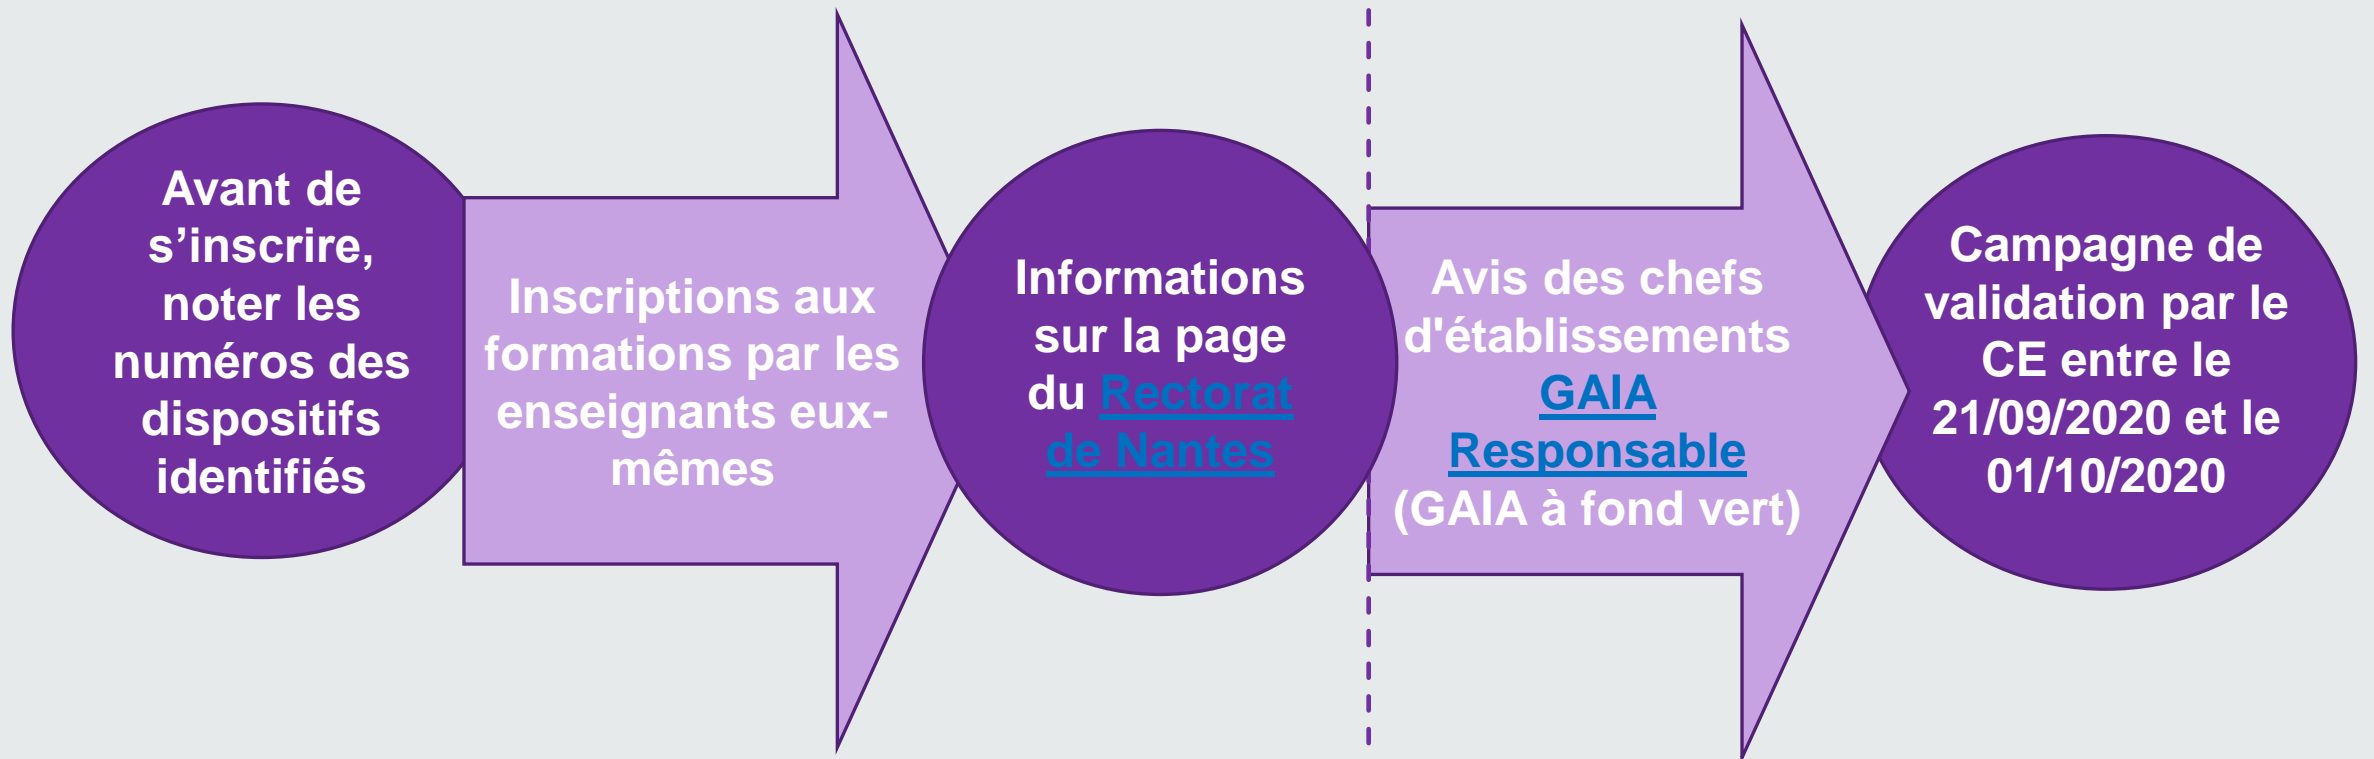 Avant de
s’inscrire,
noter les
numéros des
dispositifs
identifiés
Inscriptions aux
formations par les
enseignants eux-
mêmes
Informations
sur la page
du Rectorat
de Nantes
Avis des chefs
d'établissements
GAIA
Responsable
(GAIA à fond vert)
Campagne de
validation par le
CE entre le
21/09/2020 et le
01/10/2020